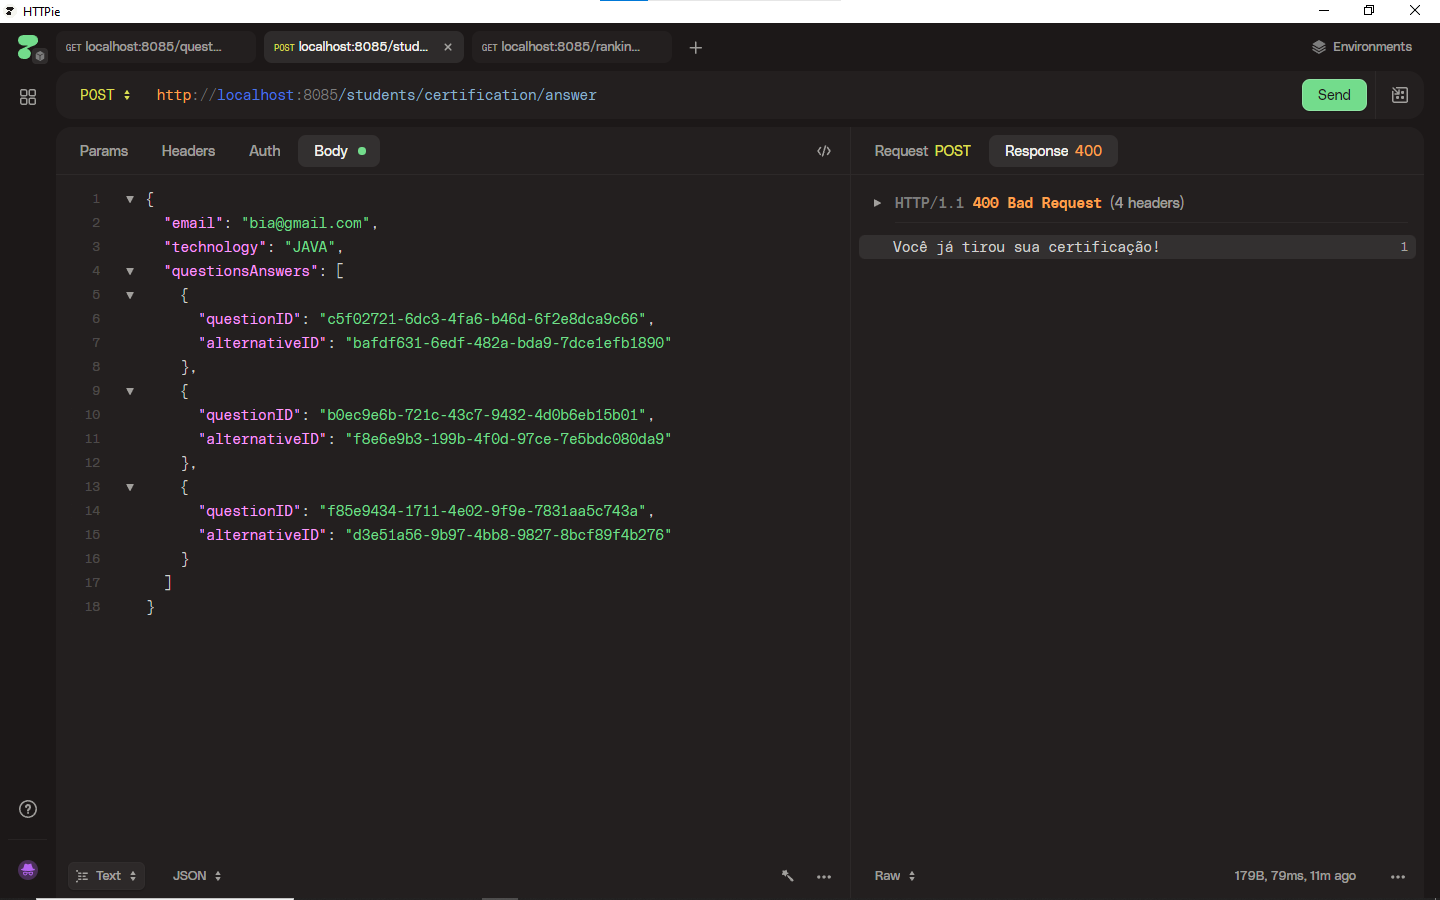 HTTPie
GET localhost:8085/quest...
POST localhost:8085/stud...
GET localhost:8085/rankin...
Environments
POST http://localhost:8085/students/certification/answer
Send
Params Headers Auth Body
Request POST Response 400
1 {
2 "email": "bia@gmail.com",
3 "technology": "JAVA",
4 "questionsAnswers": [
5 {
6 "questionID": "c5f02721-6dc3-4fa6-b46d-6f2e8dca9c66",
7 "alternativeID": "bafdf631-6edf-482a-bda9-7dce1efb1890"
8 },
9 {
10 "questionID": "b0ec9e6b-721c-43c7-9432-4d0b6eb15b01",
11 "alternativeID": "f8e6e9b3-199b-4f0d-97ce-7e5bdc080da9"
12 },
13 {
14 "questionID": "f85e9434-1711-4e02-9f9e-7831aa5c743a",
15 "alternativeID": "d3e51a56-9b97-4bb8-9827-8bcf89f4b276"
16 }
17 ]
18 }
HTTP/1.1 400 Bad Request (4 headers)
Você já tirou sua certificação! 1
Text JSON
Raw 179B, 79ms, 11m ago